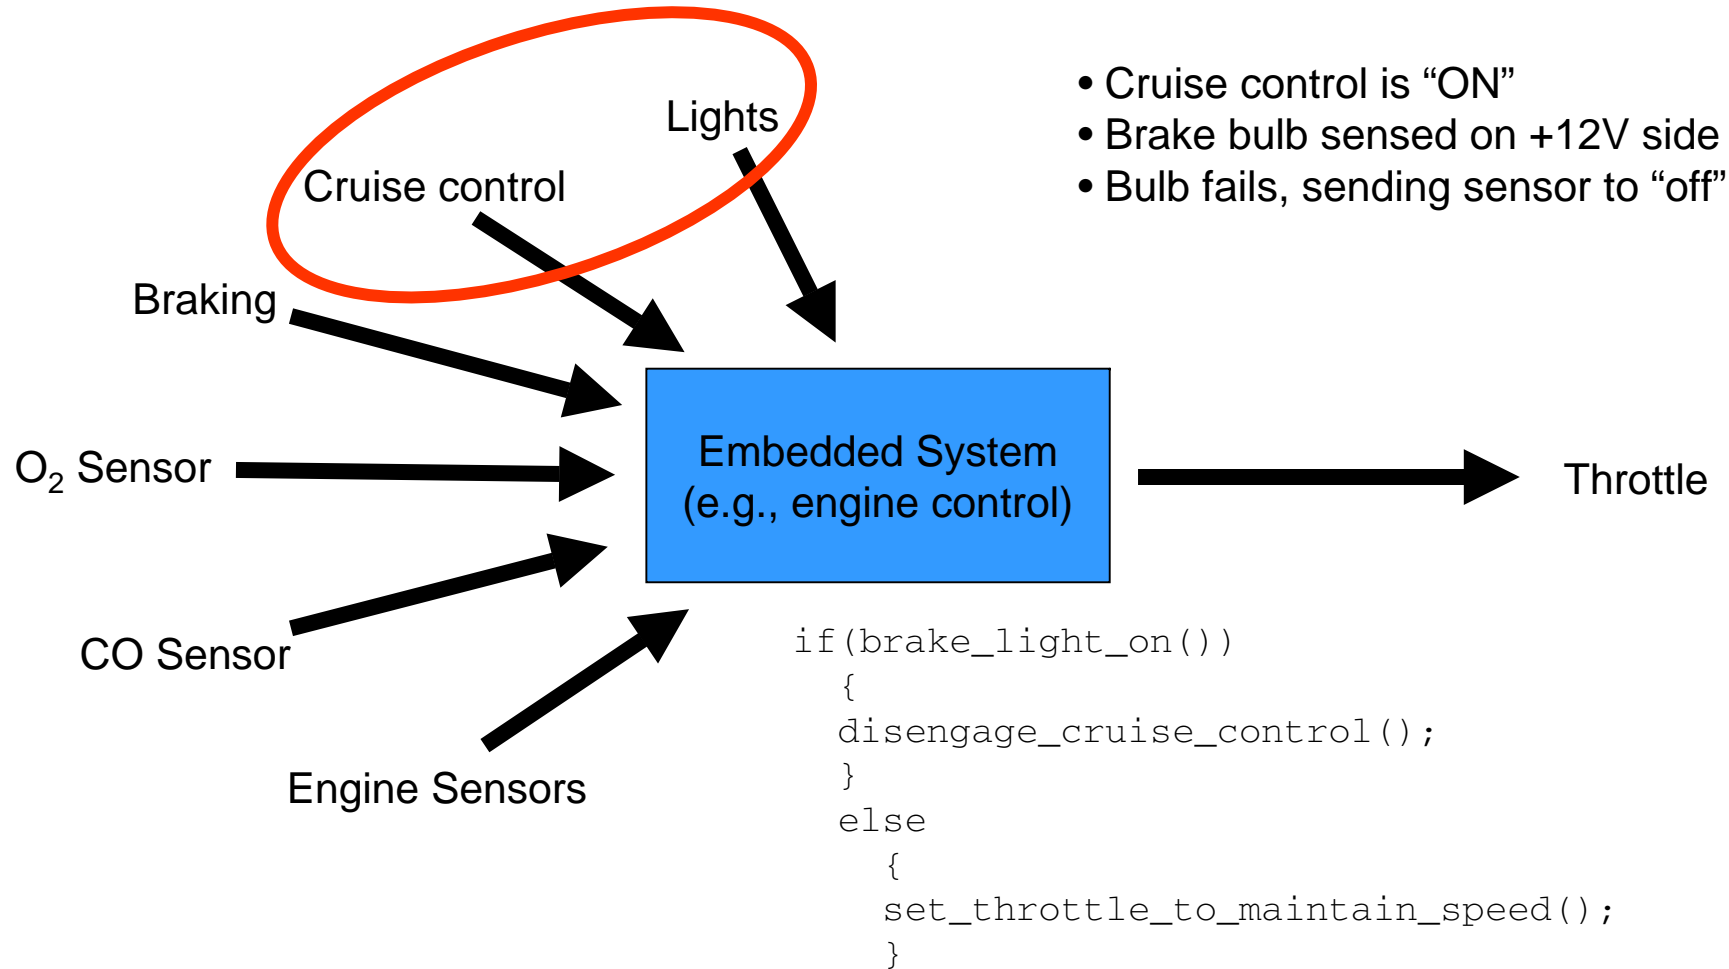 • Cruise control is “ON”
• Brake bulb sensed on +12V side
• Bulb fails, sending sensor to “off”
Lights
Cruise control
Braking
O₂ Sensor
CO Sensor
Engine Sensors
Embedded System
(e.g., engine control)
Throttle
if(brake_light_on())
{
disengage_cruise_control();
}
else
{
set_throttle_to_maintain_speed();
}